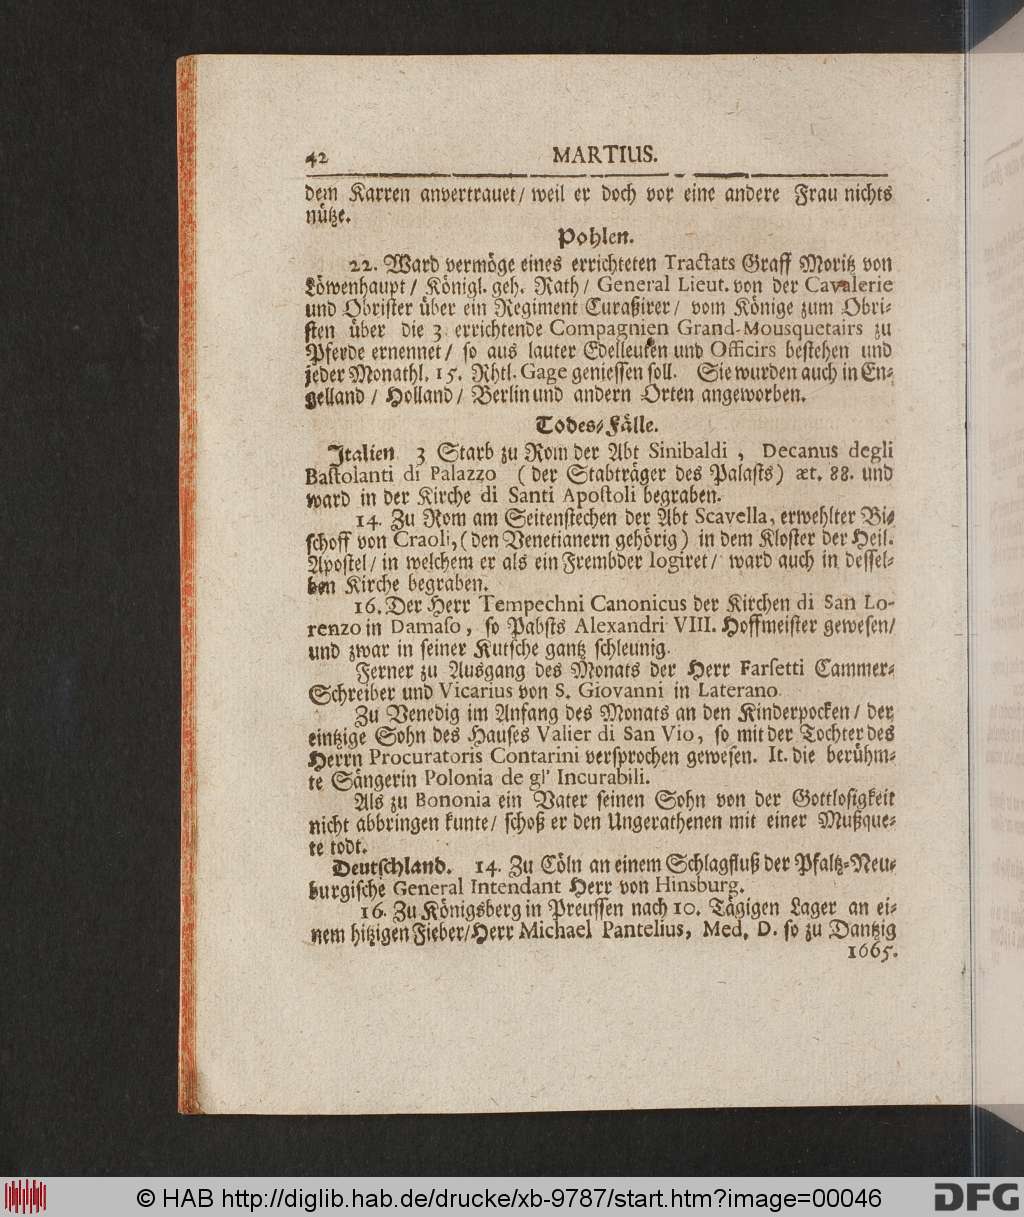 42 MARTIUS.
dem Karren anvertrauet/ weil er doch vor eine andere Frau nichts
nütze.
Pohlen.
22. Ward vermöge eines errichteten Tractats Graff Moritz von
Löwenhaupt/ Königl. geh. Rath/ General Lieut. von der Cavalerie
und Obrister über ein Regiment Curaßirer/ vom Könige zum Obri-
sten über die 3 errichtende Compagnien Grand-Mousquetairs zu
Pferde ernennet/ so aus lauter Edelleuten und Officirs bestehen und
jeder Monathl. 15. Rhtl. Gage geniessen soll. Sie wurden auch in En-
gelland / Holland/ Berlin und andern Orten angeworben.
Todes-Fälle.
Italien 3 Starb zu Rom der Abt Sinibaldi, Decanus degli
Bastolanti di Palazzo (der Stabträger des Palasts) æt. 88. und
ward in der Kirche di Santi Apostoli begraben.
14. Zu Rom am Seitenstechen der Abt Scavella, erwehlter Bi-
schoff von Craoli, (den Venetianern gehörig) in dem Kloster der Heil.
Apostel/ in welchem er als ein Frembder logiret/ ward auch in dessel-
ben Kirche begraben.
16. Der Herr Tempechni Canonicus der Kirchen di San Lo-
renzo in Damaso, so Pabsts Alexandri VIII. Hoffmeister gewesen/
und zwar in seiner Kutsche gantz schleunig.
Ferner zu Ausgang des Monats der Herr Farsetti Cammer-
Schreiber und Vicarius von S. Giovanni in Laterano.
Zu Venedig im Anfang des Monats an den Kinderpocken/ der
eintzige Sohn des Hauses Valier di San Vio, so mit der Tochter des
Herrn Procuratoris Contarini versprochen gewesen. It. die berühm-
te Sängerin Polonia de gl' Incurabili.
Als zu Bononia ein Vater seinen Sohn von der Gottlosigkeit
nicht abbringen kunte/ schoß er den Ungerathenen mit einer Mußque-
te todt.
Deutschland. 14. Zu Cöln an einem Schlagfluß der Pfaltz-Neu-
burgische General Intendant Herr von Hinsburg.
16. Zu Königsberg in Preussen nach 10. Tägigen Lager an ei-
nem hitzigen Fieber/Herr Michael Pantelius, Med. D. so zu Dantzig
1665.
© HAB http://diglib.hab.de/drucke/xb-9787/start.htm?image=00046
DFG